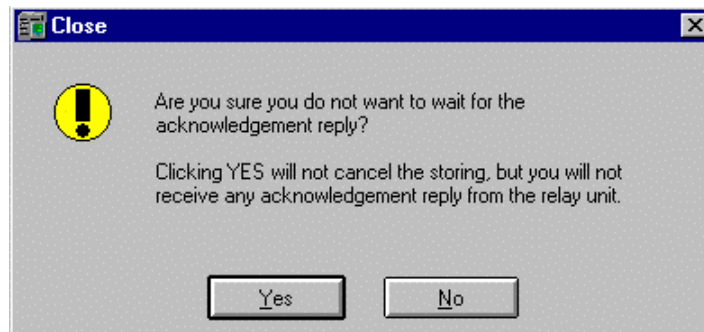 Close
Are you sure you do not want to wait for the
acknowledgement reply?
Clicking YES will not cancel the storing, but you will not
receive any acknowledgement reply from the relay unit.
Yes
No